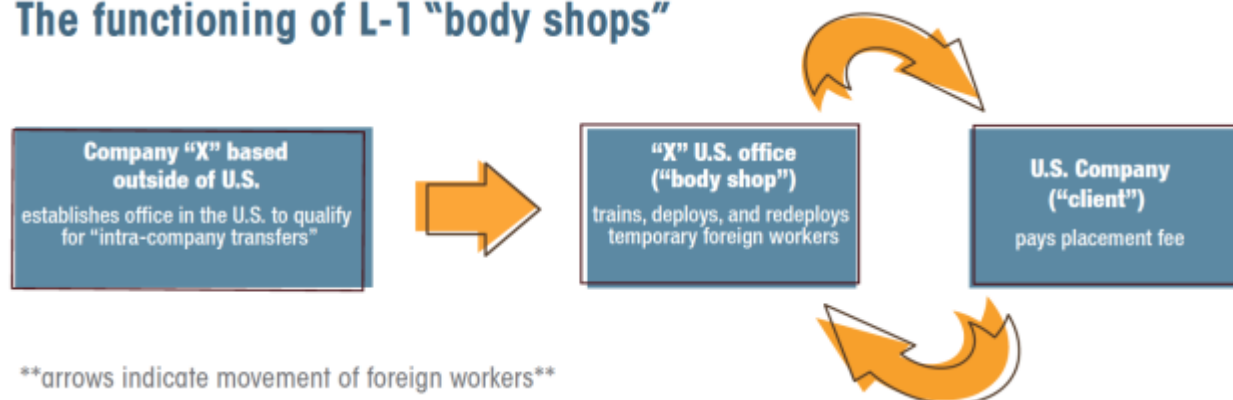 The functioning of L-1 “body shops”
Company “X” based
outside of U.S.
establishes office in the U.S. to qualify
for “intra-company transfers”
“X” U.S. office
(“body shop”)
trains, deploys, and redeploys
temporary foreign workers
U.S. Company
(“client”)
pays placement fee
**arrows indicate movement of foreign workers**